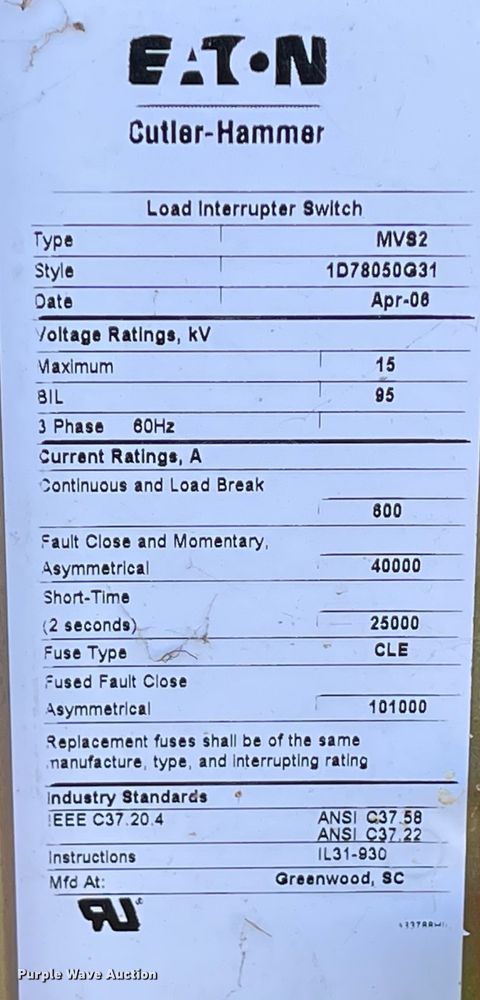 EATON
Cutler-Hammer
Load Interrupter Switch
Type MVS2
Style 1D78050G31
Date Apr-06
Voltage Ratings, kV
Maximum 15
BIL 95
3 Phase 60Hz
Current Ratings, A
Continuous and Load Break
600
Fault Close and Momentary,
Asymmetrical 40000
Short-Time
(2 seconds) 25000
Fuse Type CLE
Fused Fault Close
Asymmetrical 101000
Replacement fuses shall be of the same
manufacture, type, and interrupting rating
Industry Standards
IEEE C37.20.4 ANSI C37.58
ANSI C37.22
Instructions IL31-930
Mfd At: Greenwood, SC
Purple Wave Auction